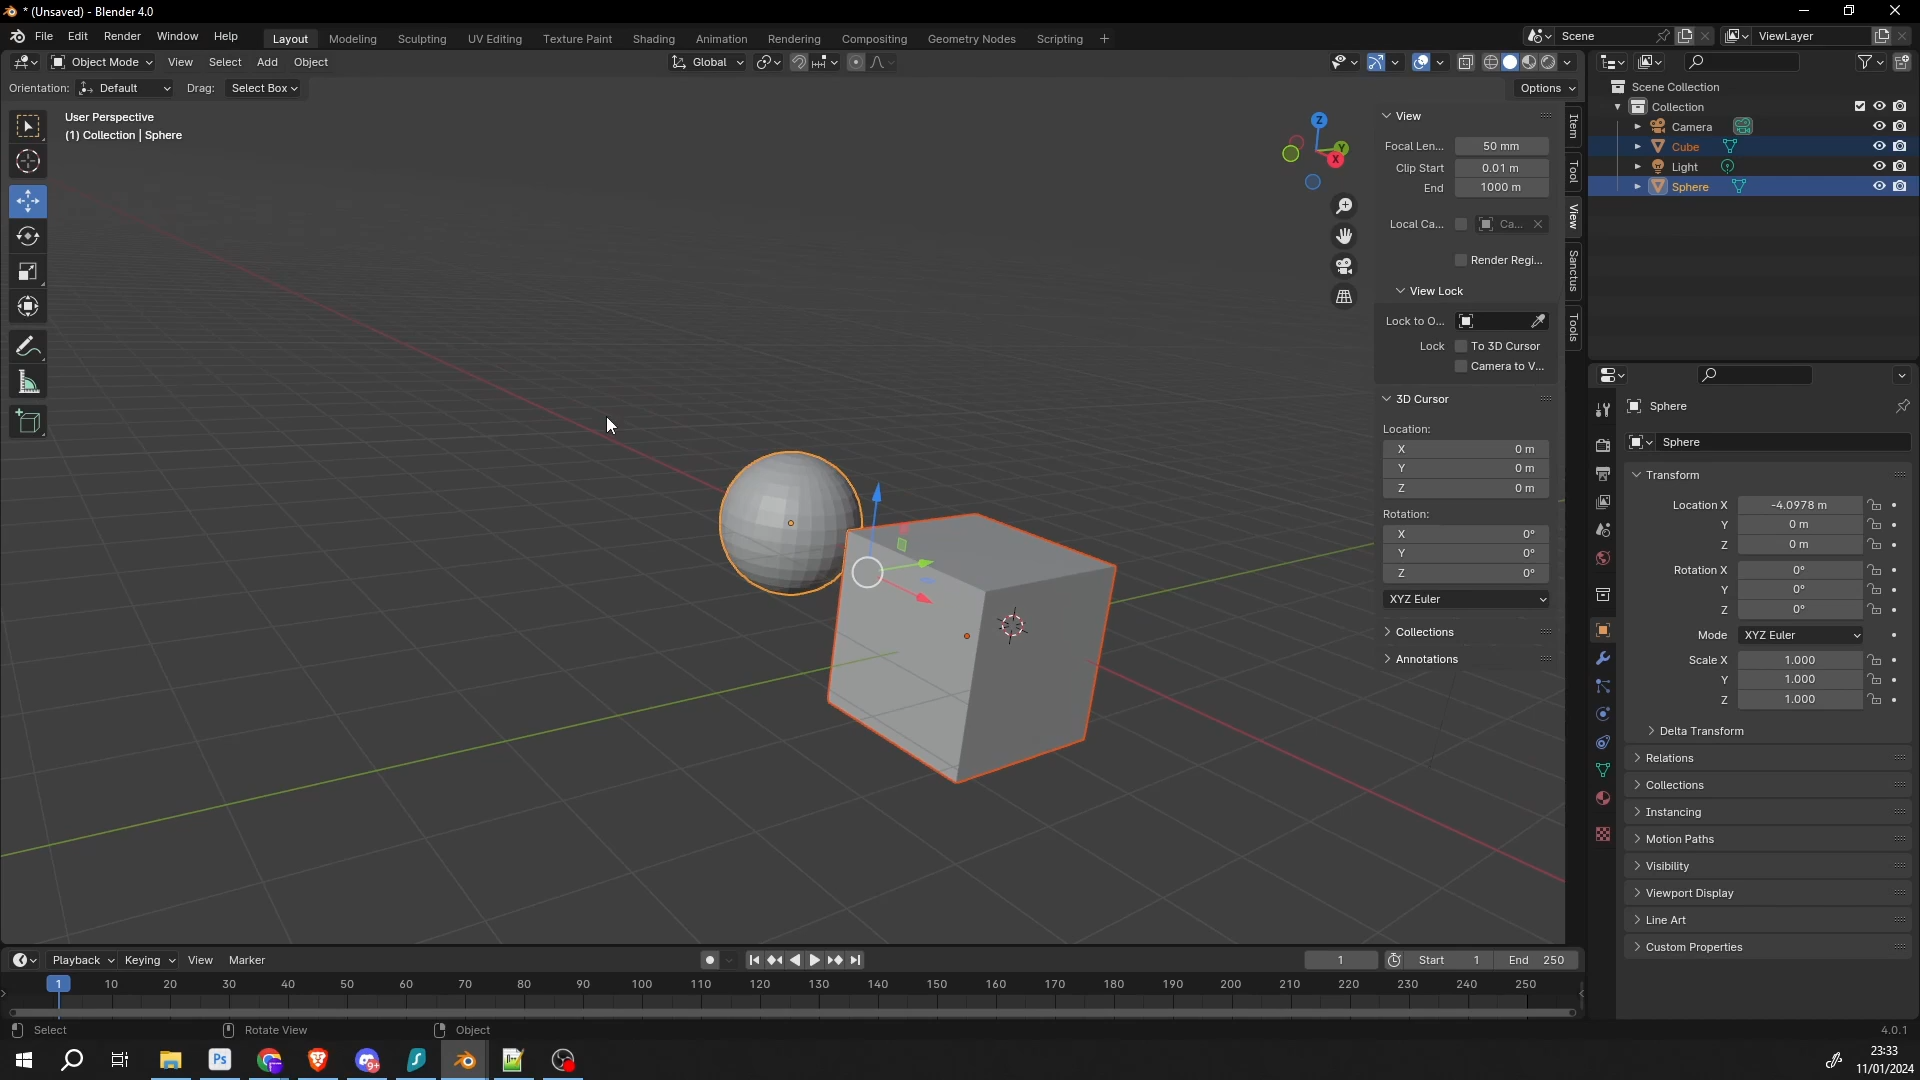 * (Unsaved) - Blender 4.0
File Edit Render Window Help
Layout Modeling Sculpting UV Editing Texture Paint Shading Animation Rendering Compositing Geometry Nodes Scripting +
Scene
ViewLayer
Object Mode View Select Add Object
Global
Orientation: Default Drag: Select Box
Options
User Perspective
(1) Collection | Sphere
Z
Y
X
View
Focal Len... 50 mm
Clip Start 0.01 m
End 1000 m
Local Ca... Ca...
Render Regi...
View Lock
Lock to O...
Lock To 3D Cursor
Camera to V...
3D Cursor
Location:
X 0 m
Y 0 m
Z 0 m
Rotation:
X 0°
Y 0°
Z 0°
XYZ Euler
Collections
Annotations
Item
Tool
View
Sanctus
Tools
Scene Collection
Collection
Camera
Cube
Light
Sphere
Sphere
Sphere
Transform
Location X -4.0978 m
Y 0 m
Z 0 m
Rotation X 0°
Y 0°
Z 0°
Mode XYZ Euler
Scale X 1.000
Y 1.000
Z 1.000
Delta Transform
Relations
Collections
Instancing
Motion Paths
Visibility
Viewport Display
Line Art
Custom Properties
Playback Keying View Marker
1 Start 1 End 250
1 10 20 30 40 50 60 70 80 90 100 110 120 130 140 150 160 170 180 190 200 210 220 230 240 250
Select Rotate View Object
4.0.1
Ps
9+
23:33
11/01/2024